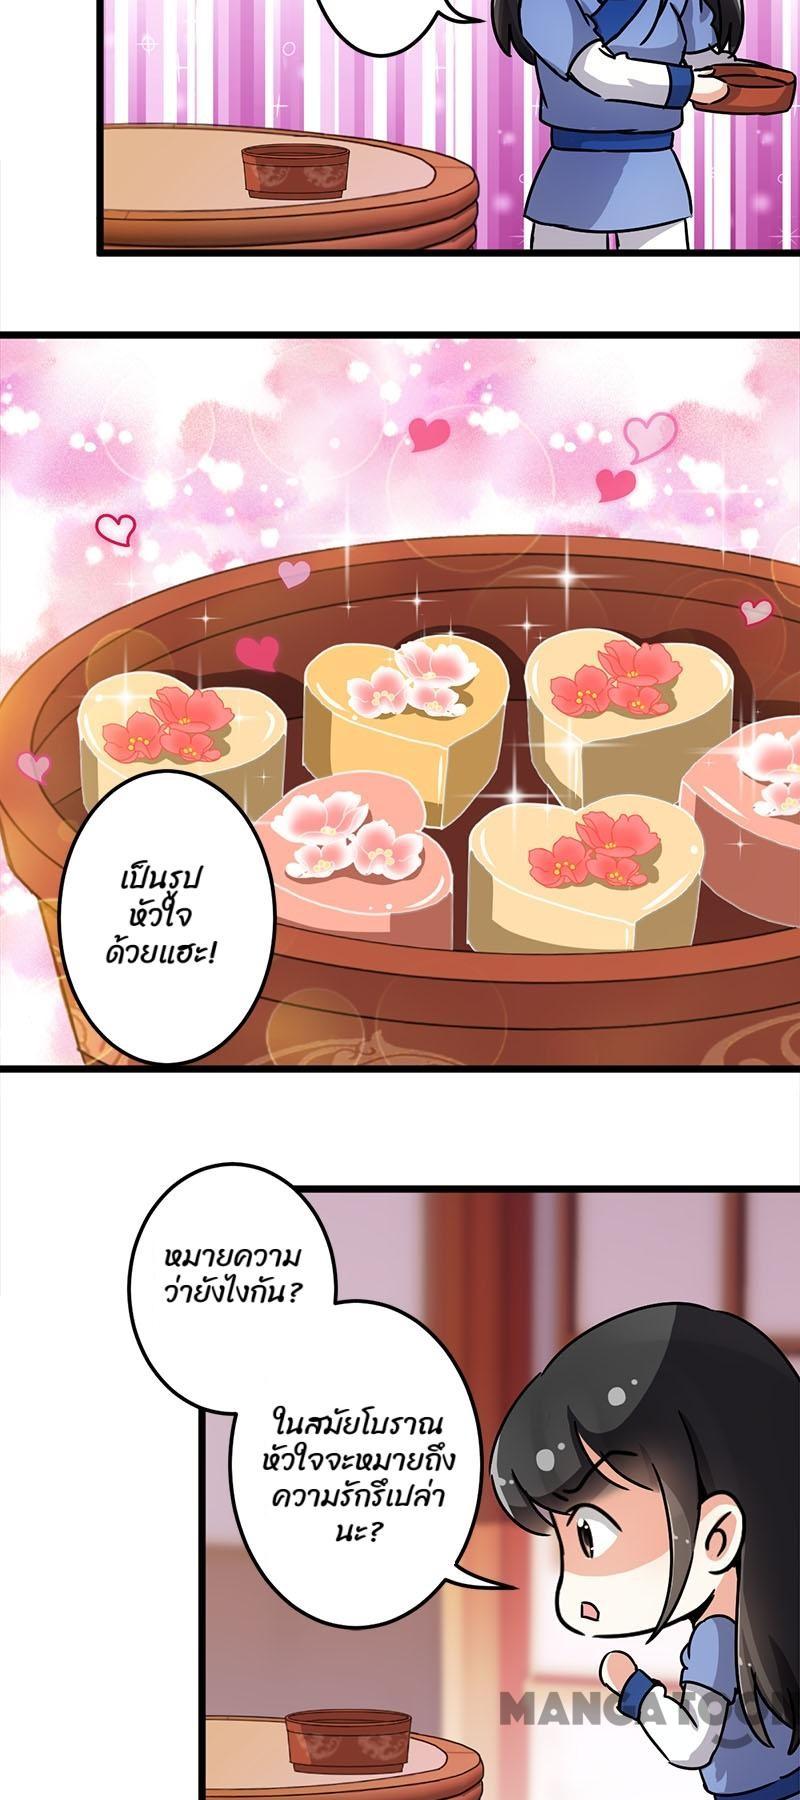 เป็นรูป
หัวใจ
ด้วยแฮะ!
หมายความ
ว่ายังไงกัน?
ในสมัยโบราณ
หัวใจจะหมายถึง
ความรักรึเปล่า
นะ?
MANGATOON